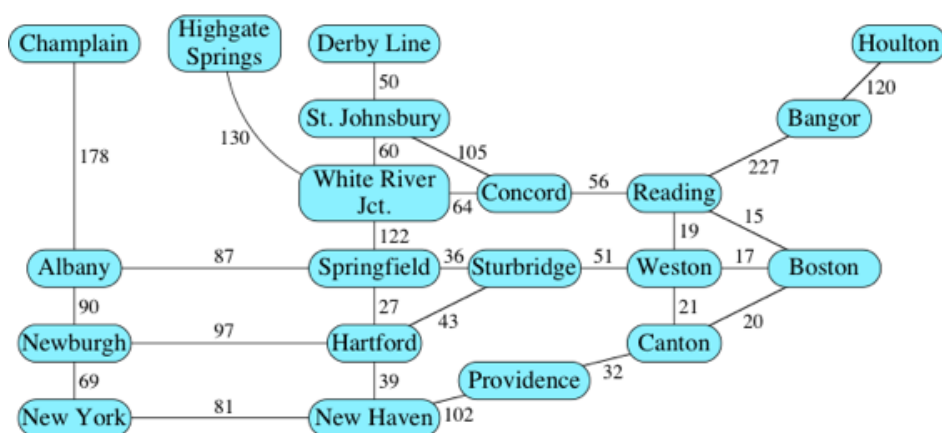 Champlain
Highgate
Springs
Derby Line
Houlton
50
120
St. Johnsbury
Bangor
130
178
60
105
227
White River
Jct.
64
Concord
56
Reading
122
19
15
Albany
87
Springfield
36
Sturbridge
51
Weston
17
Boston
90
27
43
21
20
Newburgh
97
Hartford
Canton
69
39
Providence
32
New York
81
New Haven
102